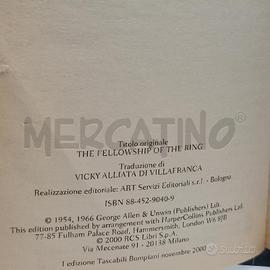 MERCATINO
Titolo originale
THE FELLOWSHIP OF THE RING
Traduzione di
VICKY ALLIATA DI VILLAFRANCA
Realizzazione editoriale: ART Servizi Editoriali s.r.l. - Bologna
ISBN 88-452-9040-9
© 1954, 1966 George Allen & Unwin (Publishers) Ltd.
This edition published by arrangement with HarperCollins Publishers Ltd.
77-85 Fulham Palace Road, Hammersmith, London W6 8JB
© 2000 RCS Libri S.p.A.
Via Mecenate 91 - 20138 Milano
I edizione Tascabili Bompiani novembre 2000
Subito